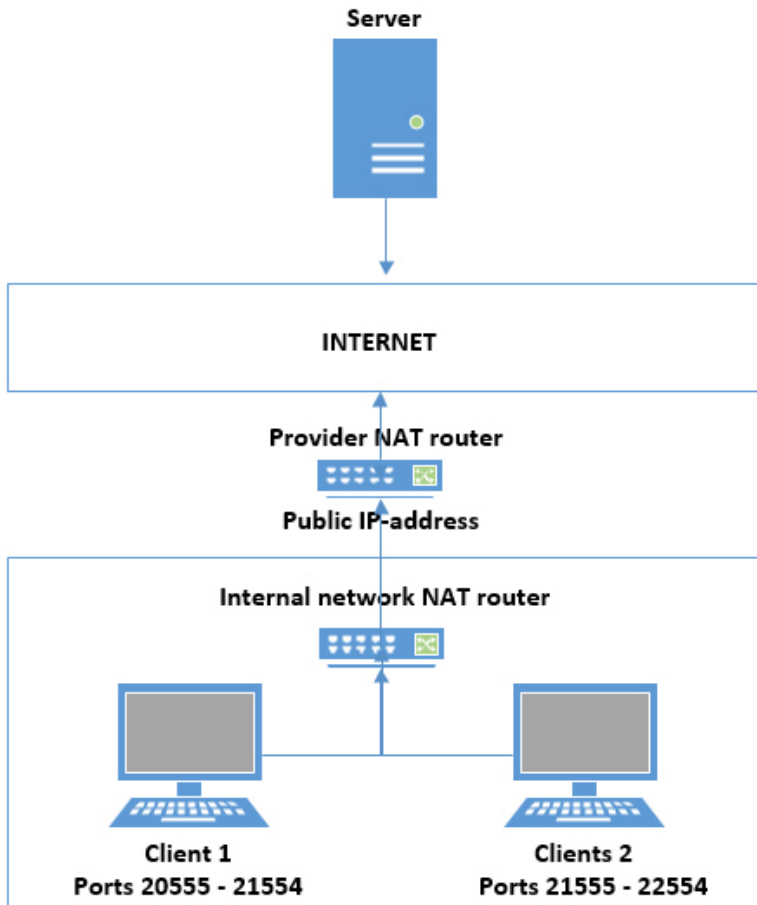 Server
INTERNET
Provider NAT router
Public IP-address
Internal network NAT router
Client 1
Ports 20555 - 21554
Clients 2
Ports 21555 - 22554